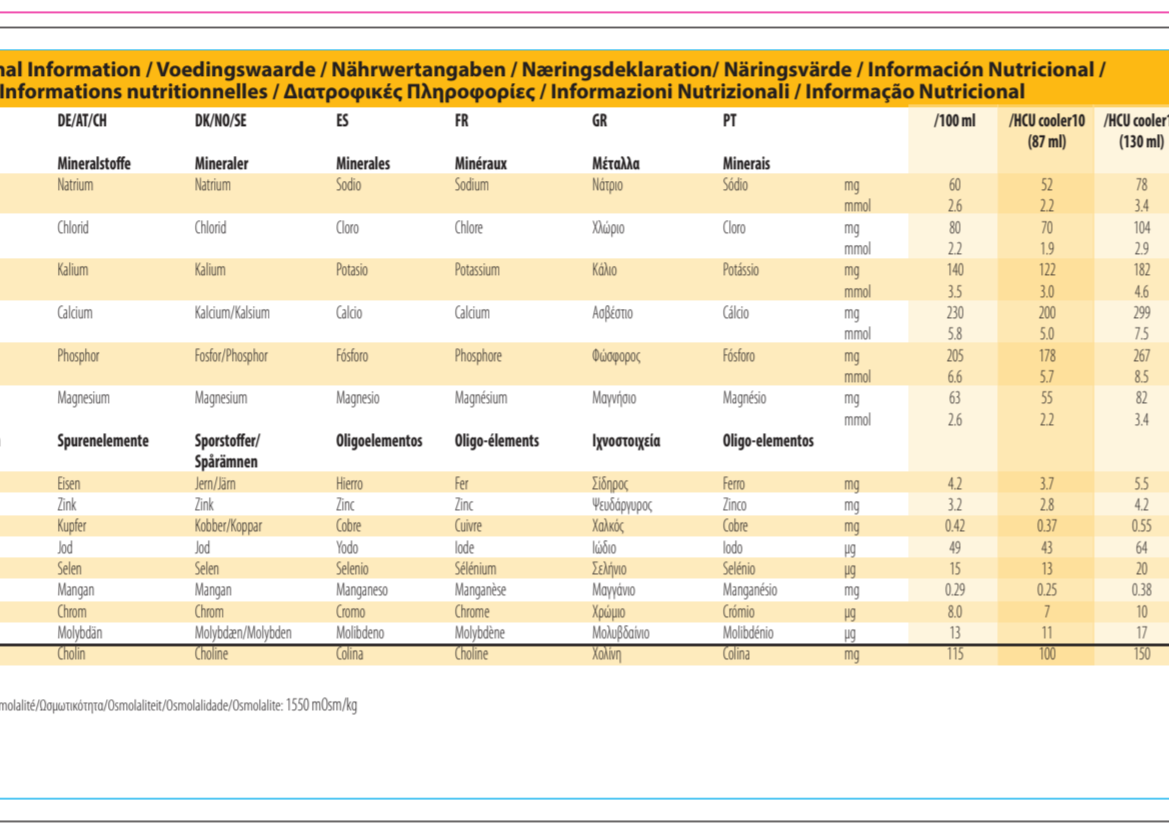 nal Information / Voedingswaarde / Nährwertangaben / Næringsdeklaration/ Näringsvärde / Información Nutricional /
Informations nutritionnelles / Διατροφικές Πληροφορίες / Informazioni Nutrizionali / Informação Nutricional
DE/AT/CH DK/NO/SE ES FR GR PT /100 ml /HCU cooler10 /HCU cooler1
(87 ml) (130 ml)
Mineralstoffe Mineraler Minerales Minéraux Μέταλλα Minerais
Natrium Natrium Sodio Sodium Νάτριο Sódio mg 60 52 78
mmol 2.6 2.2 3.4
Chlorid Chlorid Cloro Chlore Χλώριο Cloro mg 80 70 104
mmol 2.2 1.9 2.9
Kalium Kalium Potasio Potassium Κάλιο Potássio mg 140 122 182
mmol 3.5 3.0 4.6
Calcium Kalcium/Kalsium Calcio Calcium Ασβέστιο Cálcio mg 230 200 299
mmol 5.8 5.0 7.5
Phosphor Fosfor/Phosphor Fósforo Phosphore Φώσφορος Fósforo mg 205 178 267
mmol 6.6 5.7 8.5
Magnesium Magnesium Magnesio Magnésium Μαγνήσιο Magnésio mg 63 55 82
mmol 2.6 2.2 3.4
Spurenelemente Sporstoffer/ Oligoelementos Oligo-élements Ιχνοστοιχεία Oligo-elementos
Spårämnen
Eisen Jern/Järn Hierro Fer Σίδηρος Ferro mg 4.2 3.7 5.5
Zink Zink Zinc Zinc Ψευδάργυρος Zinco mg 3.2 2.8 4.2
Kupfer Kobber/Koppar Cobre Cuivre Χαλκός Cobre mg 0.42 0.37 0.55
Jod Jod Yodo Iode Ιώδιο Iodo μg 49 43 64
Selen Selen Selenio Sélénium Σελήνιο Selénio μg 15 13 20
Mangan Mangan Manganeso Manganèse Μαγγάνιο Manganésio mg 0.29 0.25 0.38
Chrom Chrom Cromo Chrome Χρώμιο Crómio μg 8.0 7 10
Molybdän Molybdæn/Molybden Molibdeno Molybdène Μολυβδαίνιο Molibdénio μg 13 11 17
Cholin Choline Colina Choline Χολίνη Colina mg 115 100 150
molalité/Ωσμωτικότητα/Osmolaliteit/Osmolalidade/Osmolalite: 1550 mOsm/kg